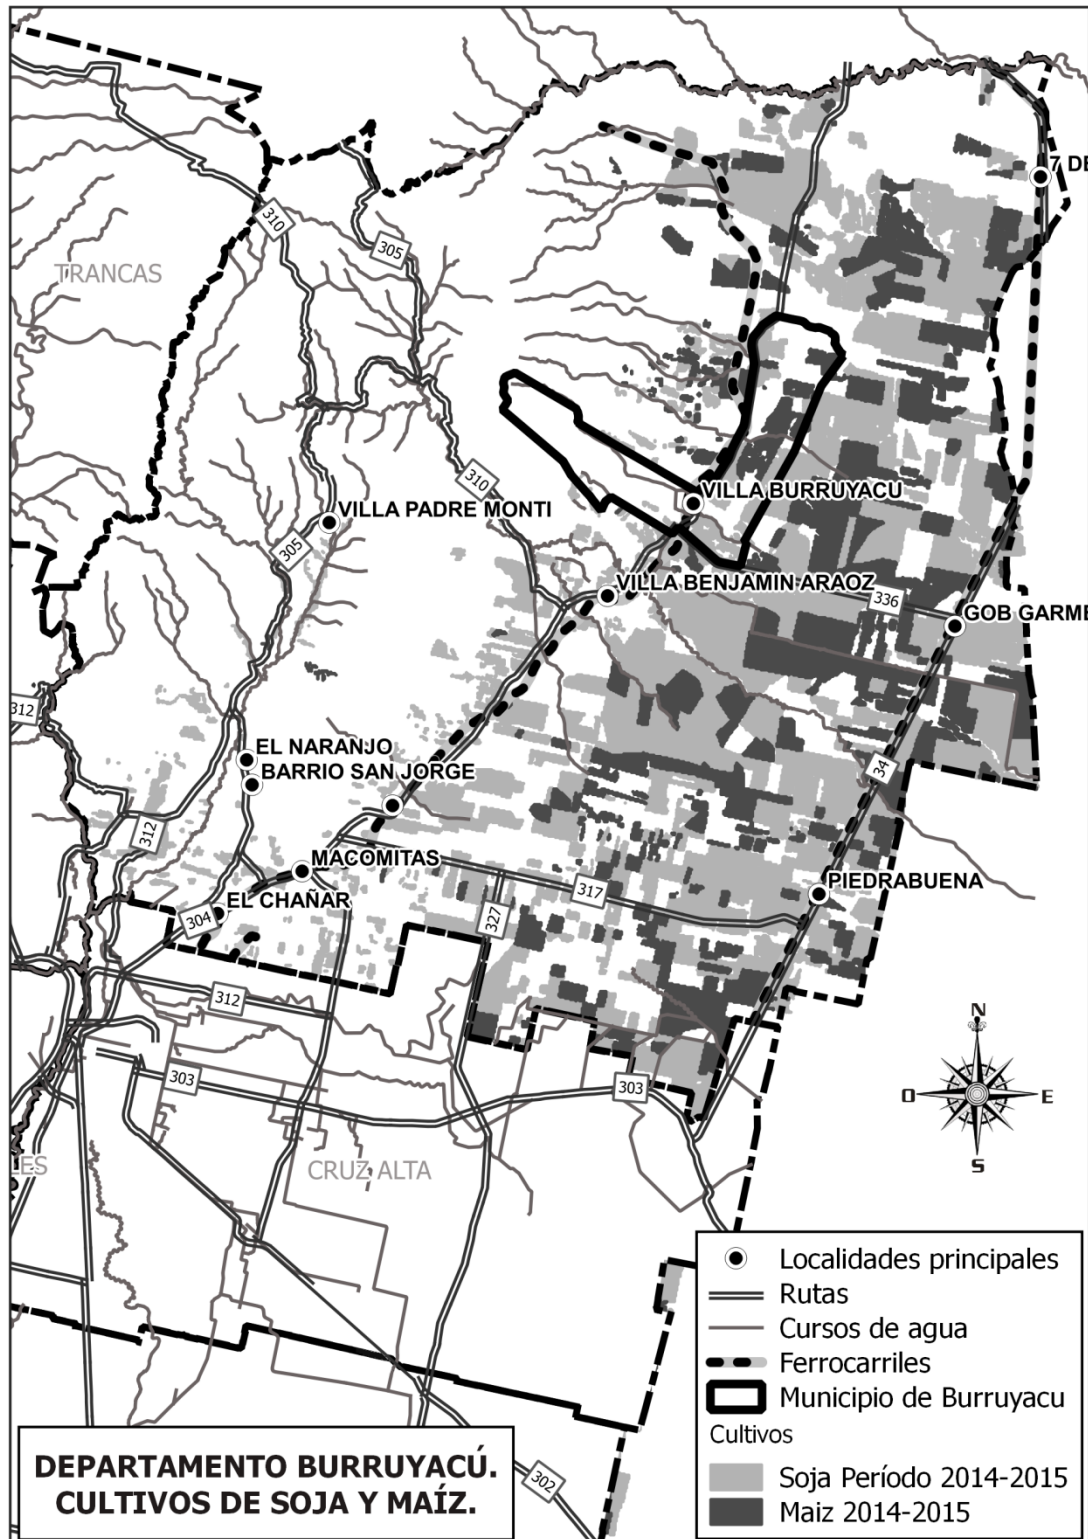 7 DE
310
305
TRANCAS
310
VILLA BURRUYACU
VILLA PADRE MONTI
305
VILLA BENJAMIN ARAOZ
336
GOB GARME
312
EL NARANJO
BARRIO SAN JORGE
34
312
MACOMITAS
PIEDRABUENA
317
EL CHAÑAR
304
327
312
N
303
303
O
E
S
LES
CRUZ ALTA
Localidades principales
Rutas
Cursos de agua
Ferrocarriles
Municipio de Burruyacu
Cultivos
Soja Período 2014-2015
Maiz 2014-2015
DEPARTAMENTO BURRUYACÚ.
CULTIVOS DE SOJA Y MAÍZ.
302